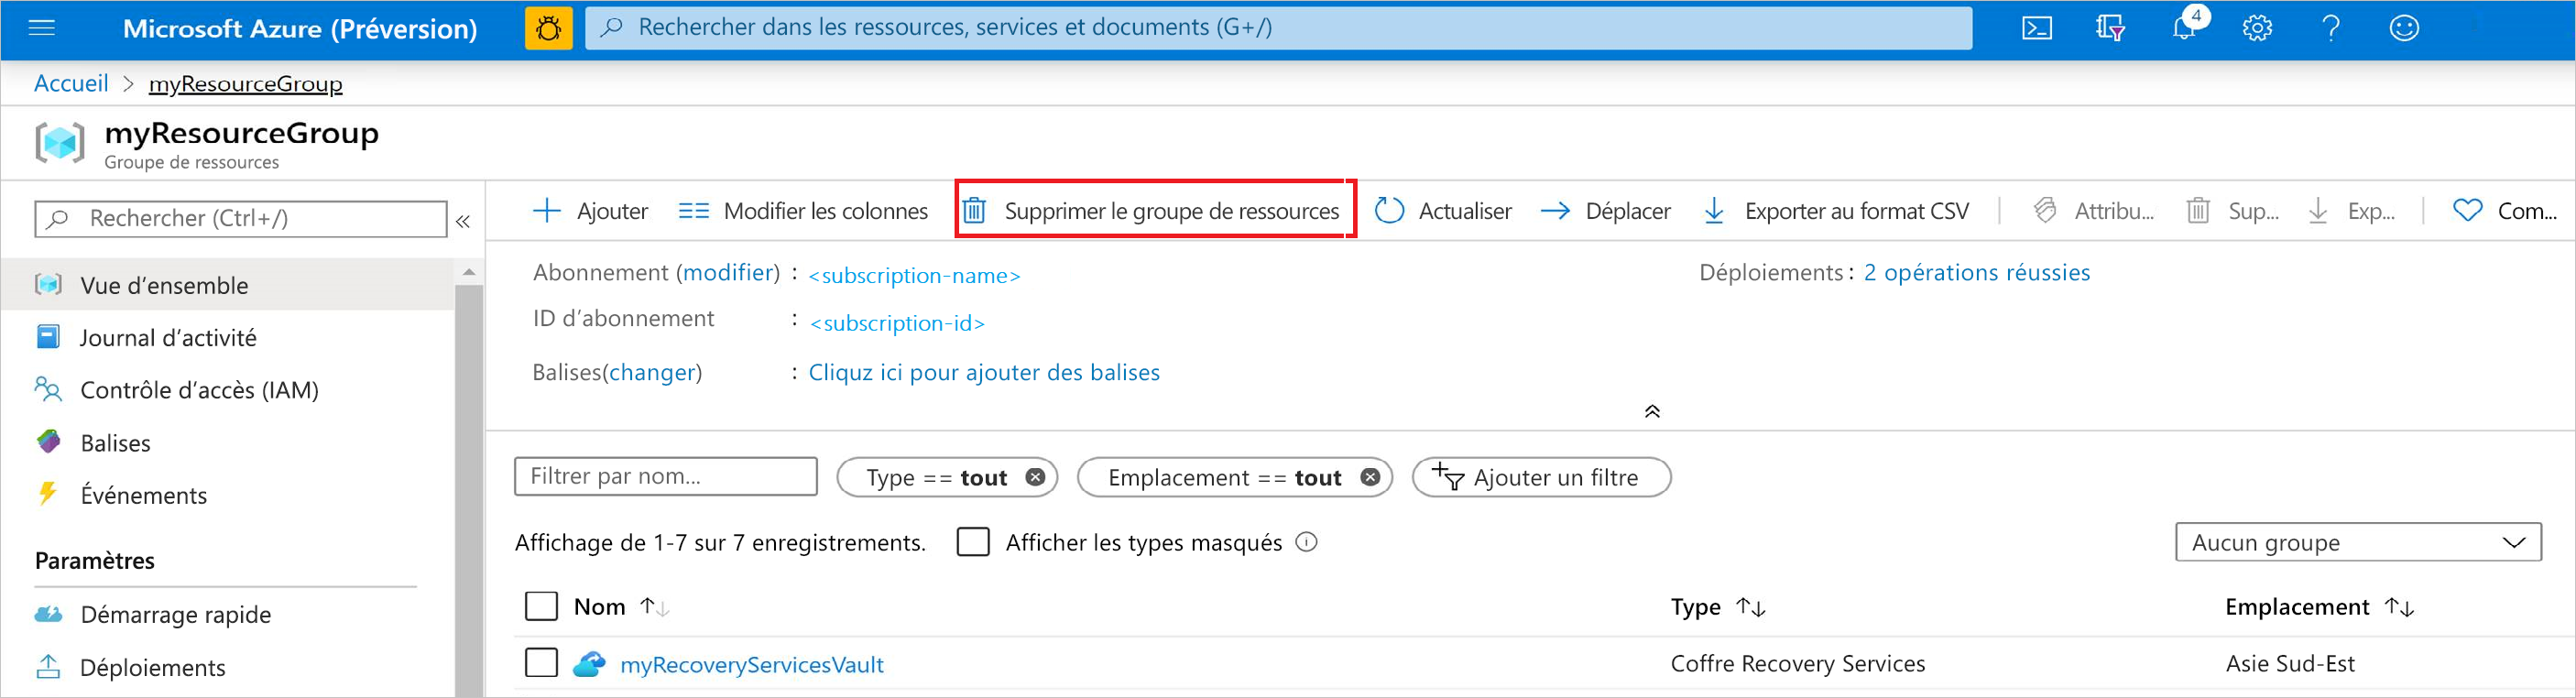 Microsoft Azure (Préversion) Rechercher dans les ressources, services et documents (G+/) 4
Accueil > myResourceGroup
myResourceGroup
Groupe de ressources
Rechercher (Ctrl+/) «
Ajouter Modifier les colonnes Supprimer le groupe de ressources Actualiser Déplacer Exporter au format CSV Attribu... Sup... Exp... Com...
Vue d’ensemble
Journal d’activité
Contrôle d’accès (IAM)
Balises
Événements
Paramètres
Démarrage rapide
Déploiements
Abonnement (modifier) : <subscription-name>
Déploiements : 2 opérations réussies
ID d’abonnement : <subscription-id>
Balises(changer) : Cliquz ici pour ajouter des balises
Filtrer par nom... Type == tout Emplacement == tout Ajouter un filtre
Affichage de 1-7 sur 7 enregistrements. Afficher les types masqués Aucun groupe
Nom Type Emplacement
myRecoveryServicesVault Coffre Recovery Services Asie Sud-Est